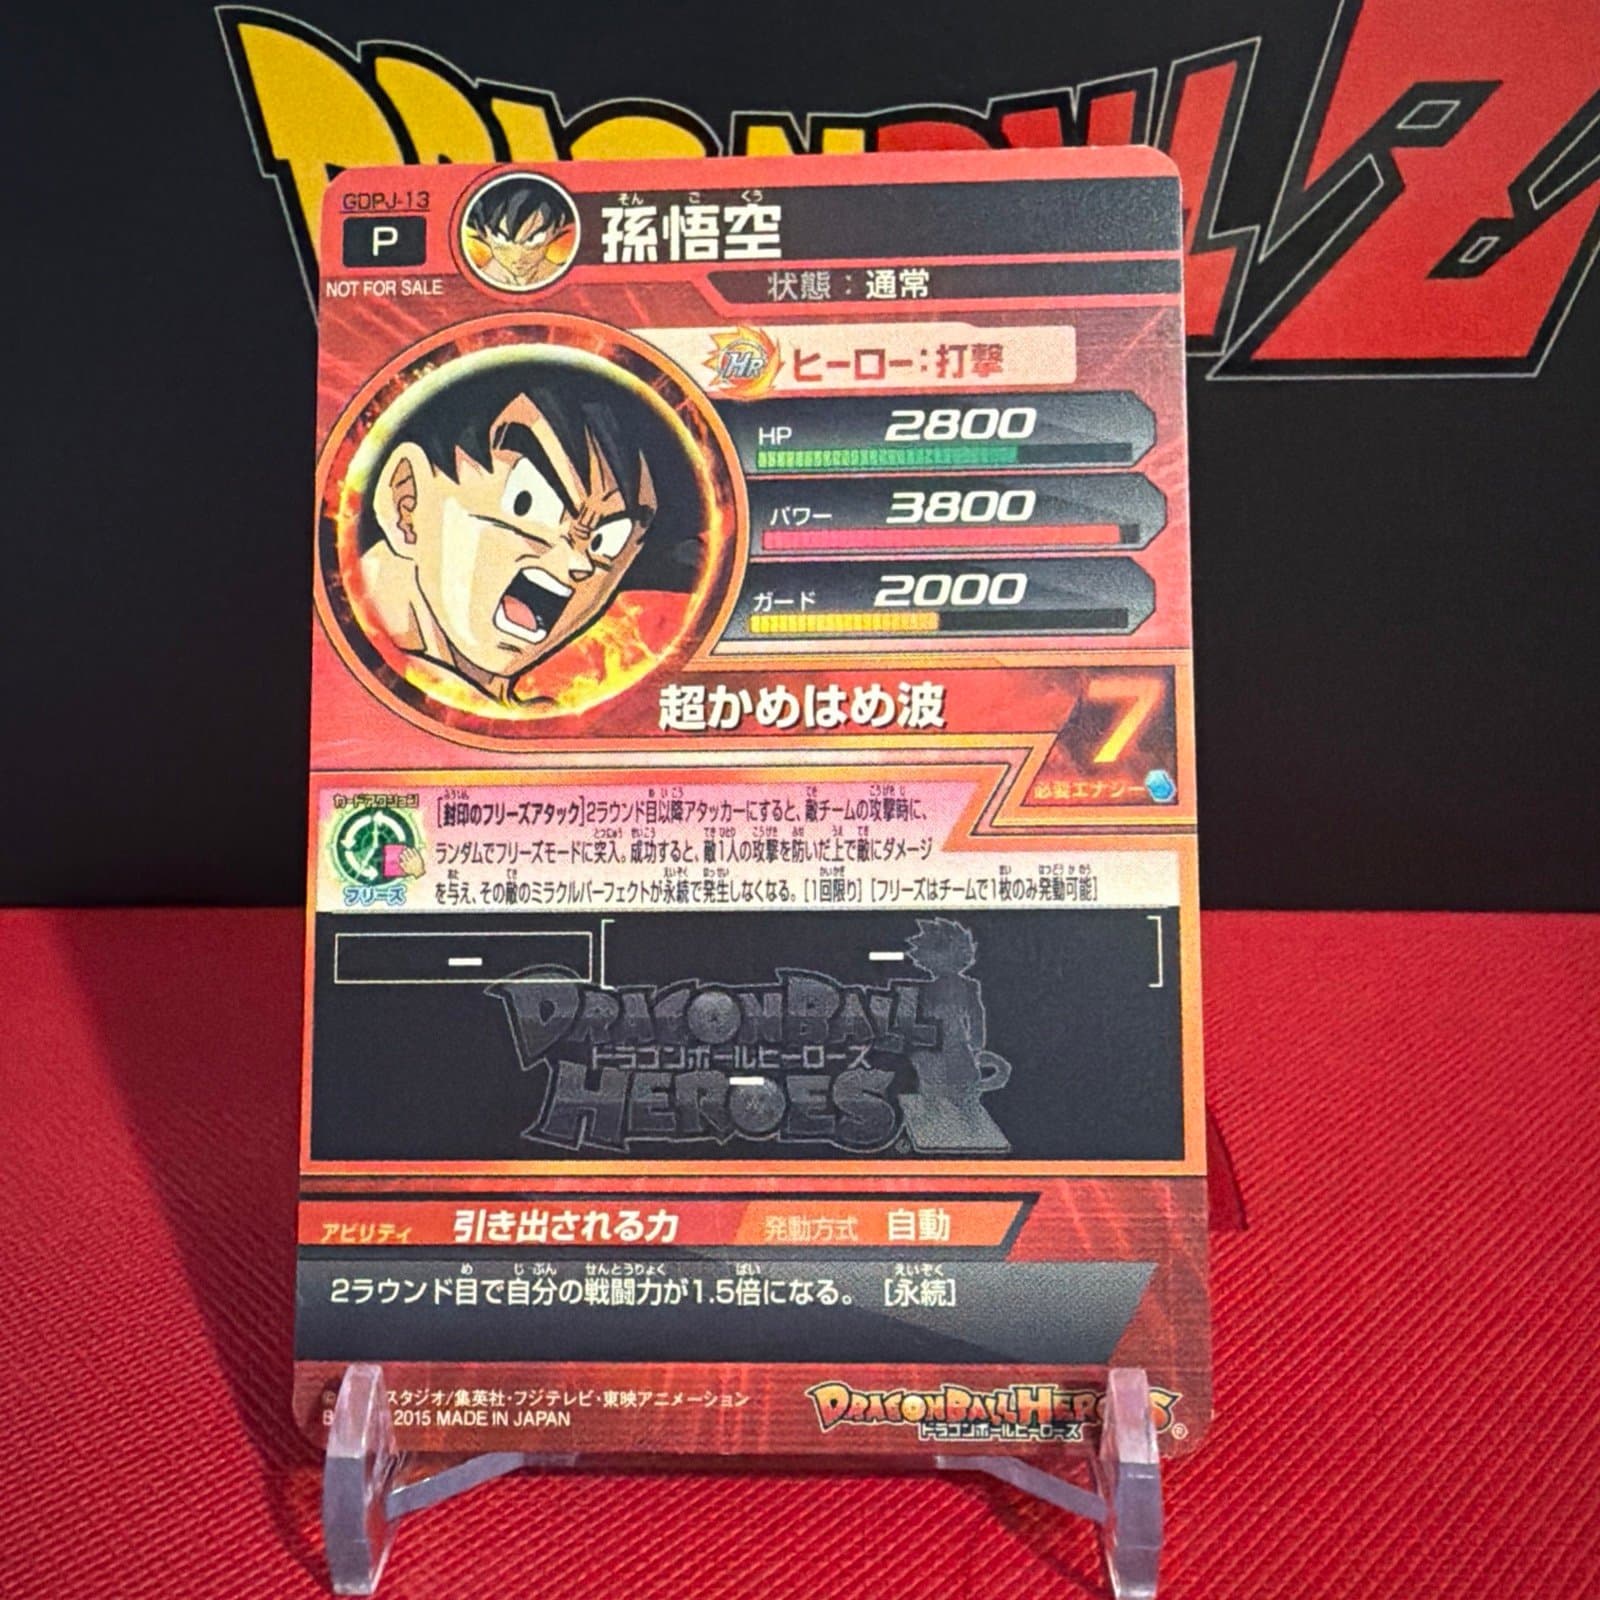 DRAGONBALL Z
GDPJ-13
P
NOT FOR SALE
そんごくう
孫悟空
状態：通常
HR ヒーロー：打撃
HP 2800
パワー 3800
ガード 2000
超かめはめ波
7
必要エナジー
カードアクション
フリーズ
[封印のフリーズアタック]2ラウンド目以降アタッカーにすると、敵チームの攻撃時に、
ランダムでフリーズモードに突入。成功すると、敵1人の攻撃を防いだ上で敵にダメージ
を与え、その敵のミラクルパーフェクトが永続で発生しなくなる。[1回限り] [フリーズはチームで1枚のみ発動可能]
ー
ー
DRAGONBALL
ドラゴンボールヒーローズ
ー
HEROES
アビリティ 引き出される力 発動方式 自動
2ラウンド目で自分の戦闘力が1.5倍になる。 [永続]
スタジオ/集英社・フジテレビ・東映アニメーション
2015 MADE IN JAPAN
DRAGONBALL HEROES
ドラゴンボールヒーローズ